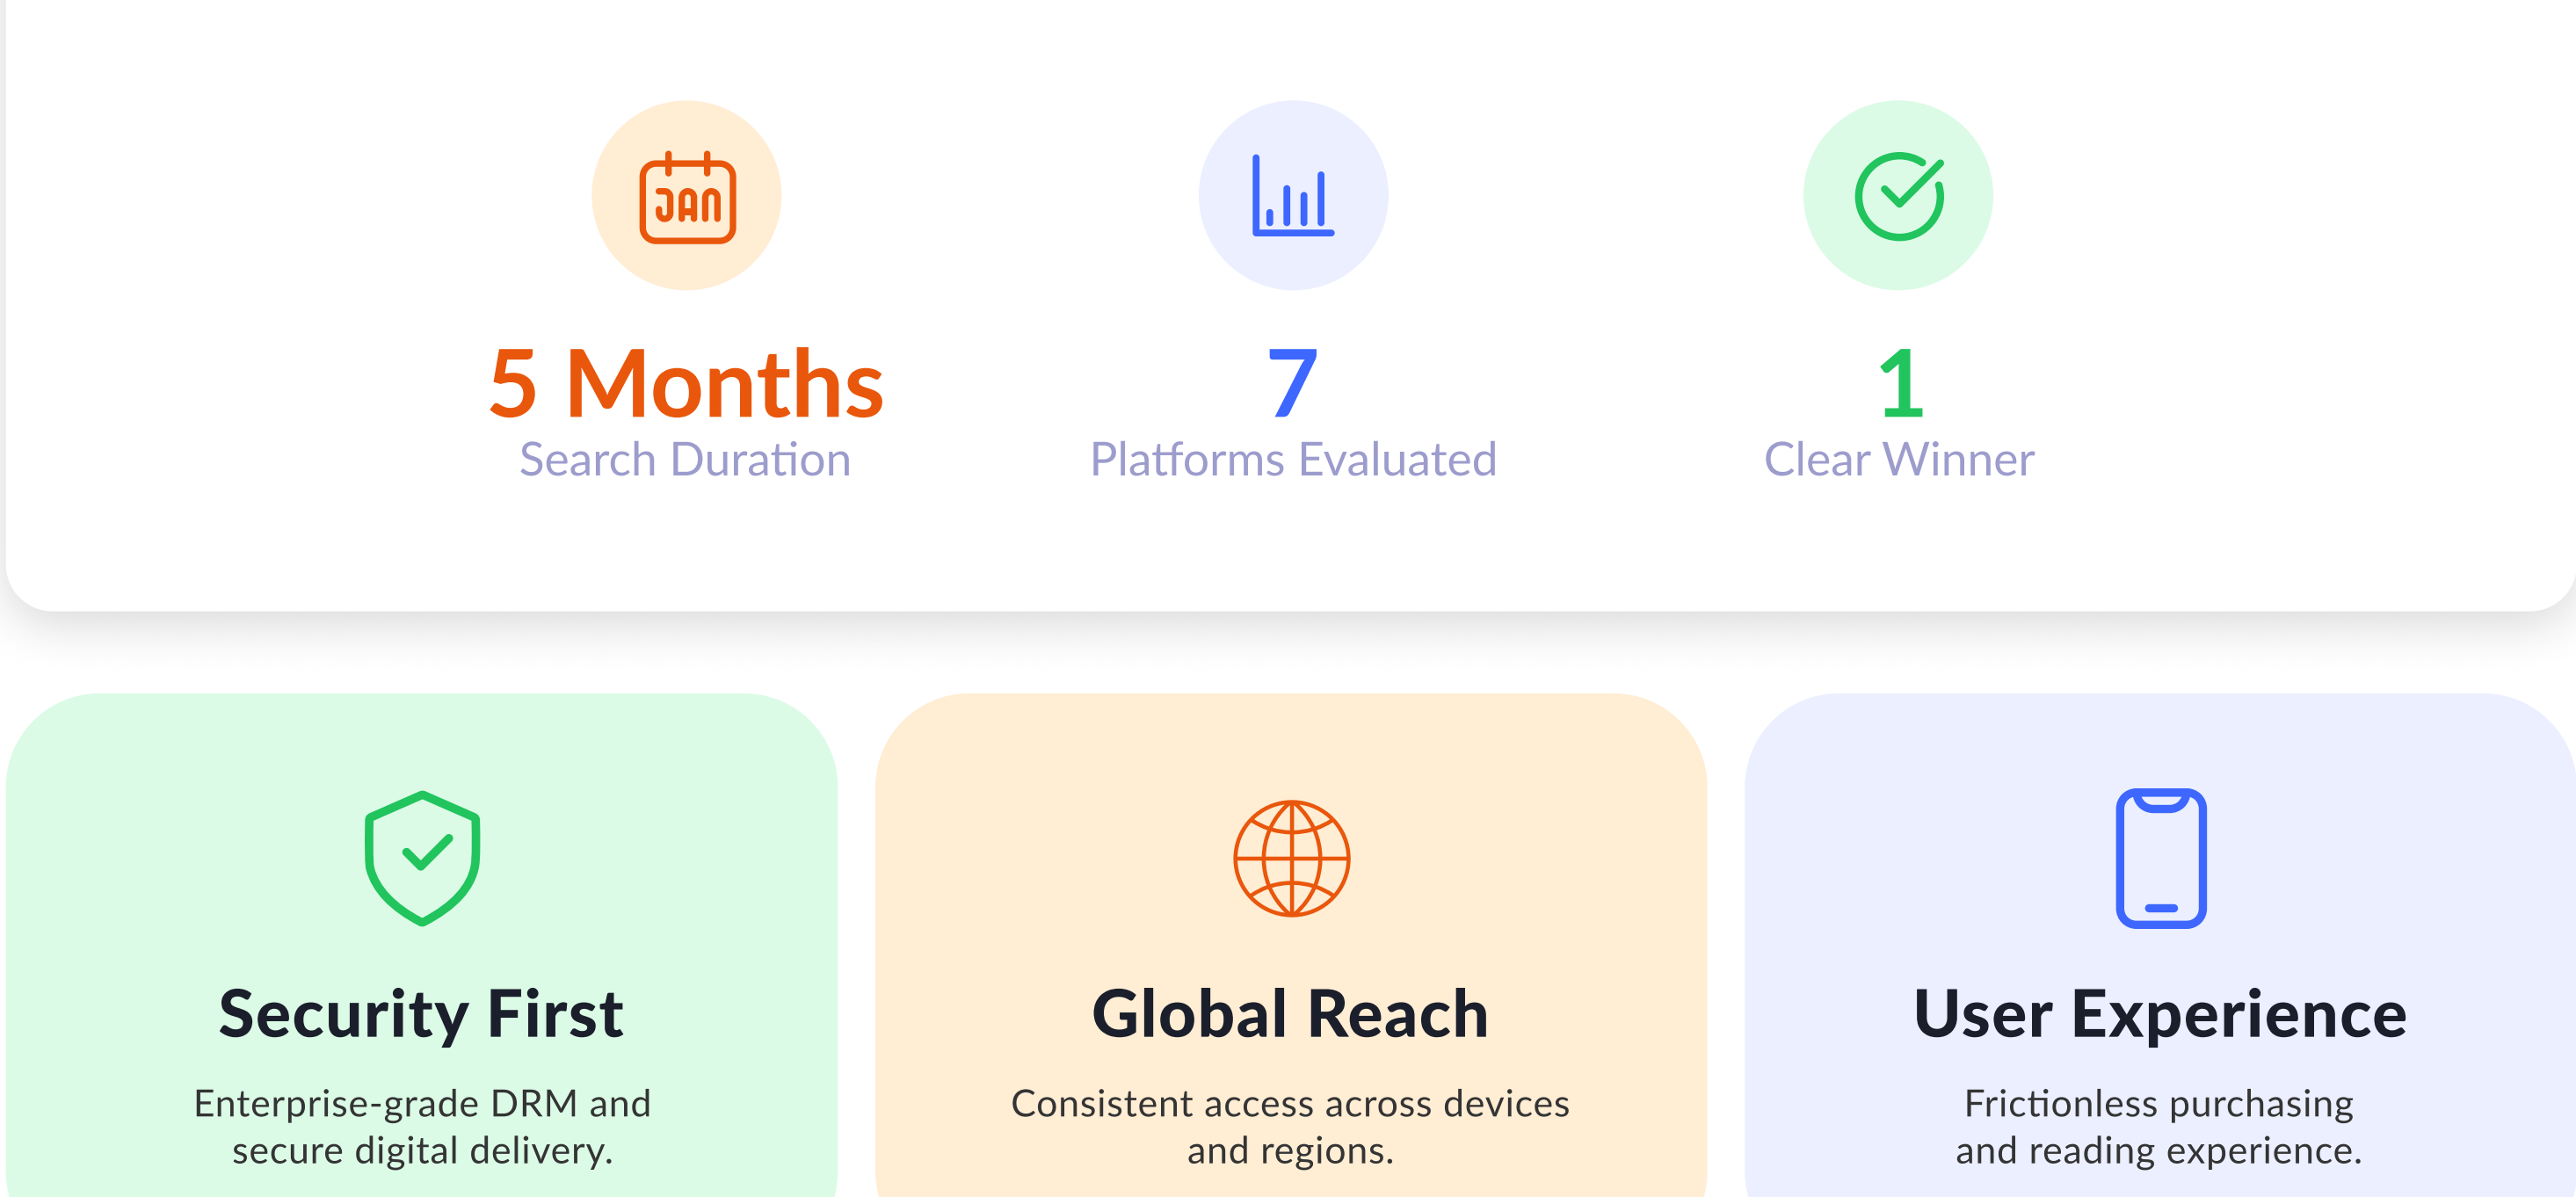 JAN
5 Months
Search Duration
7
Platforms Evaluated
1
Clear Winner
Security First
Enterprise-grade DRM and
secure digital delivery.
Global Reach
Consistent access across devices
and regions.
User Experience
Frictionless purchasing
and reading experience.